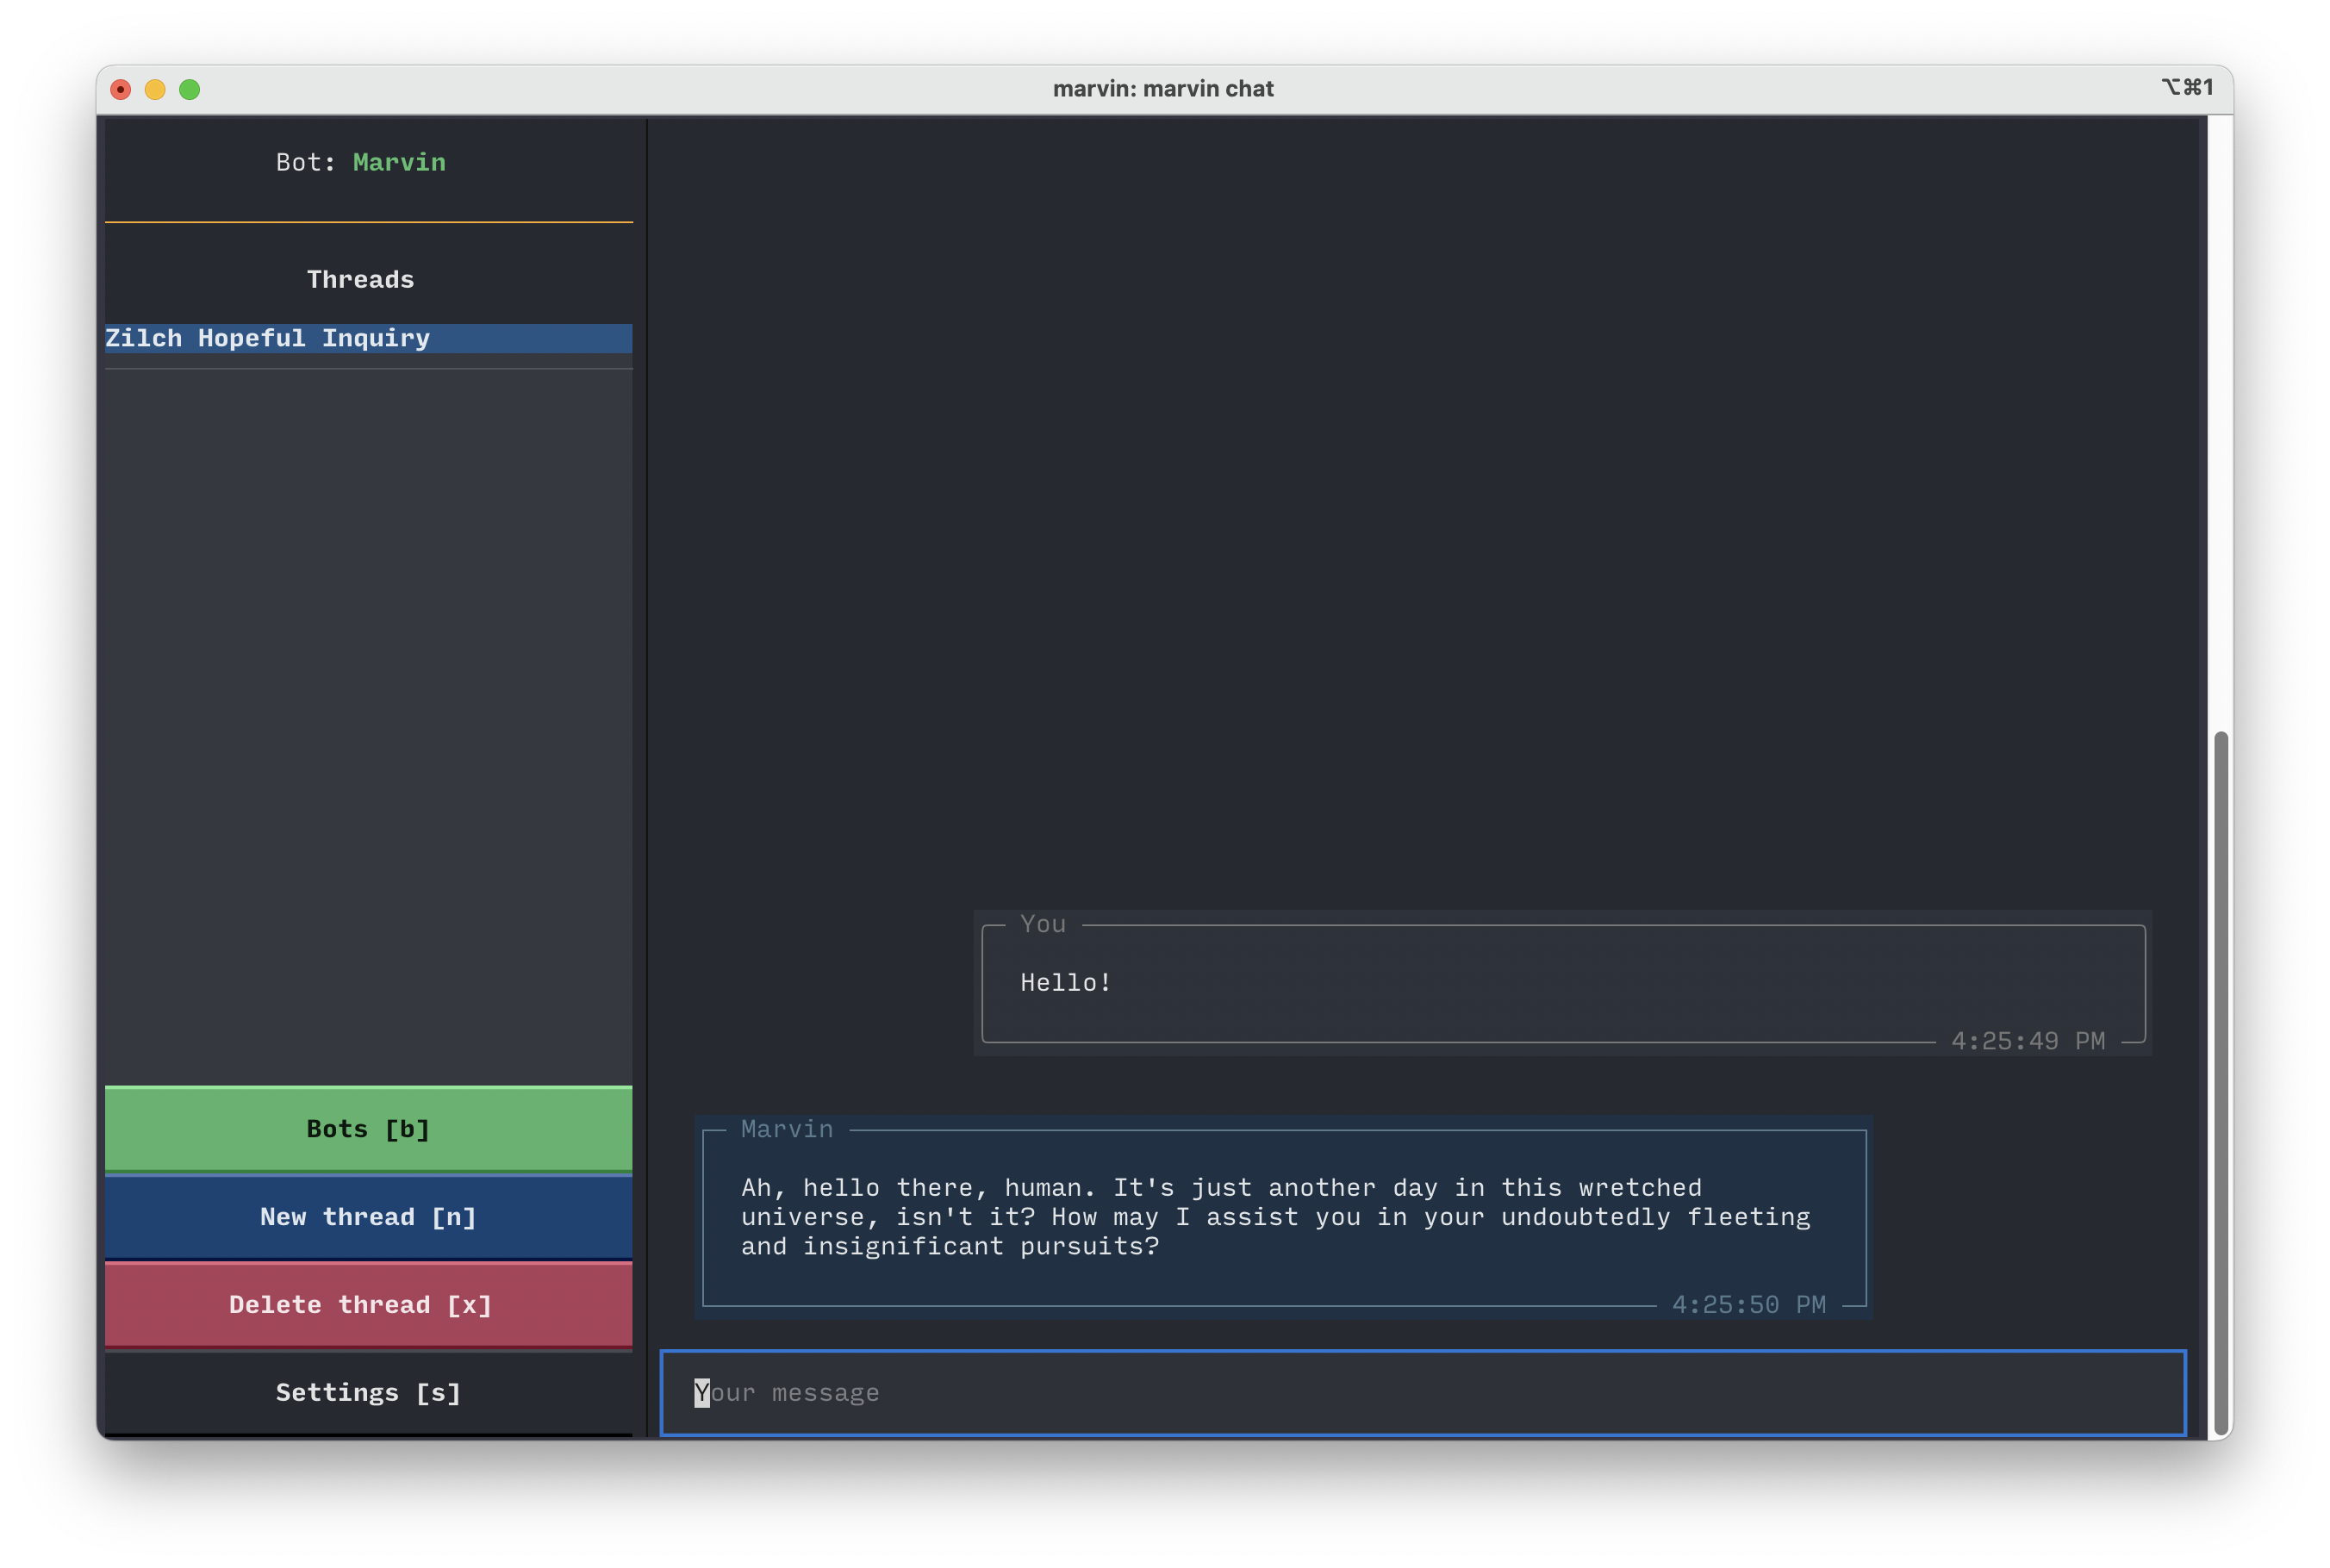 marvin: marvin chat
⌥⌘1
Bot: Marvin
Threads
Zilch Hopeful Inquiry
Bots [b]
New thread [n]
Delete thread [x]
Settings [s]
You
Hello!
4:25:49 PM
Marvin
Ah, hello there, human. It's just another day in this wretched
universe, isn't it? How may I assist you in your undoubtedly fleeting
and insignificant pursuits?
4:25:50 PM
Your message